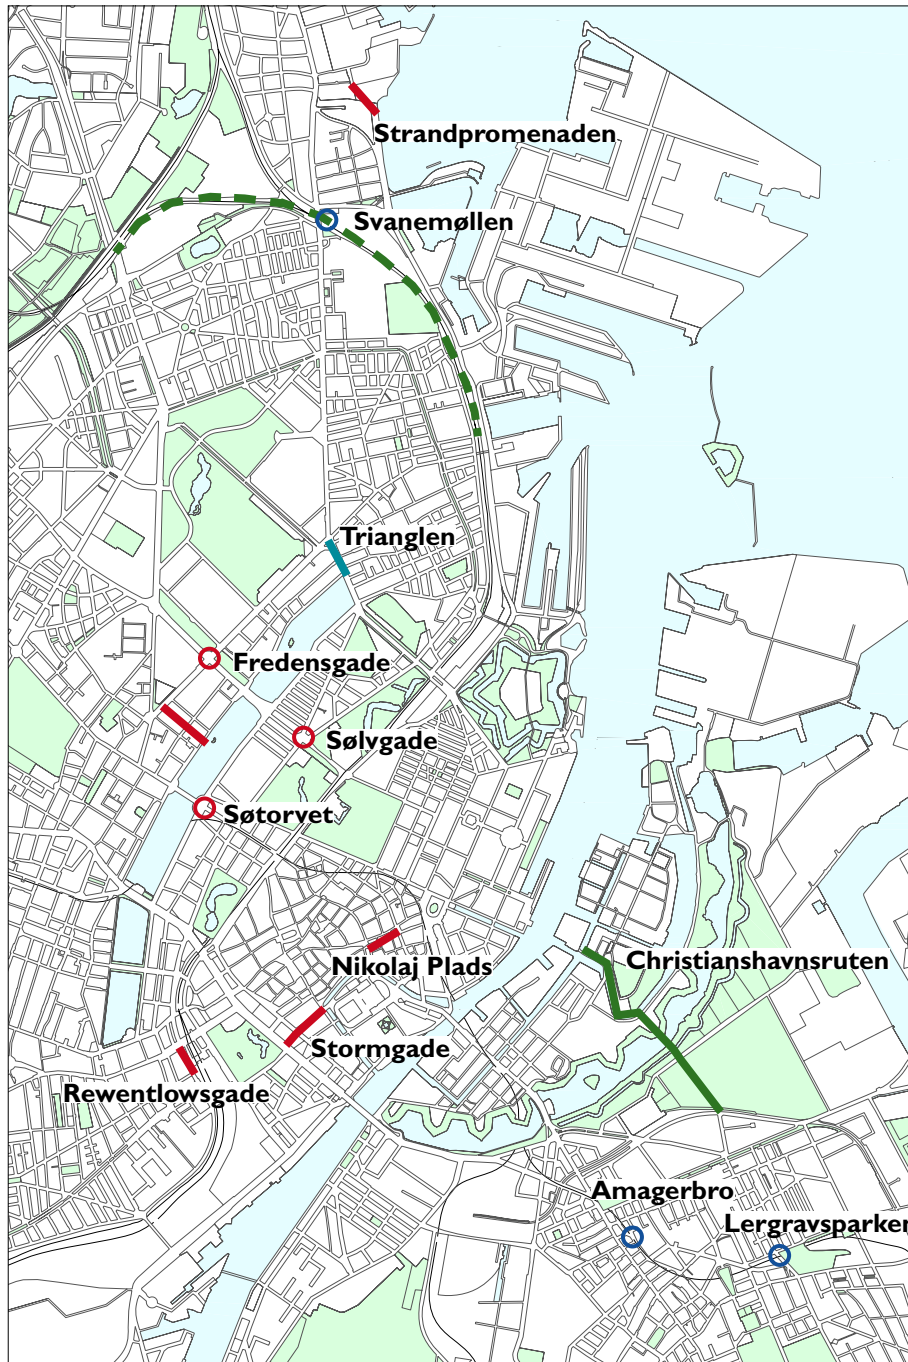 Strandpromenaden
Svanemøllen
Trianglen
Fredensgade
Sølvgade
Søtorvet
Nikolaj Plads
Christianshavnsruten
Stormgade
Rewentlowsgade
Amagerbro
Lergravsparken